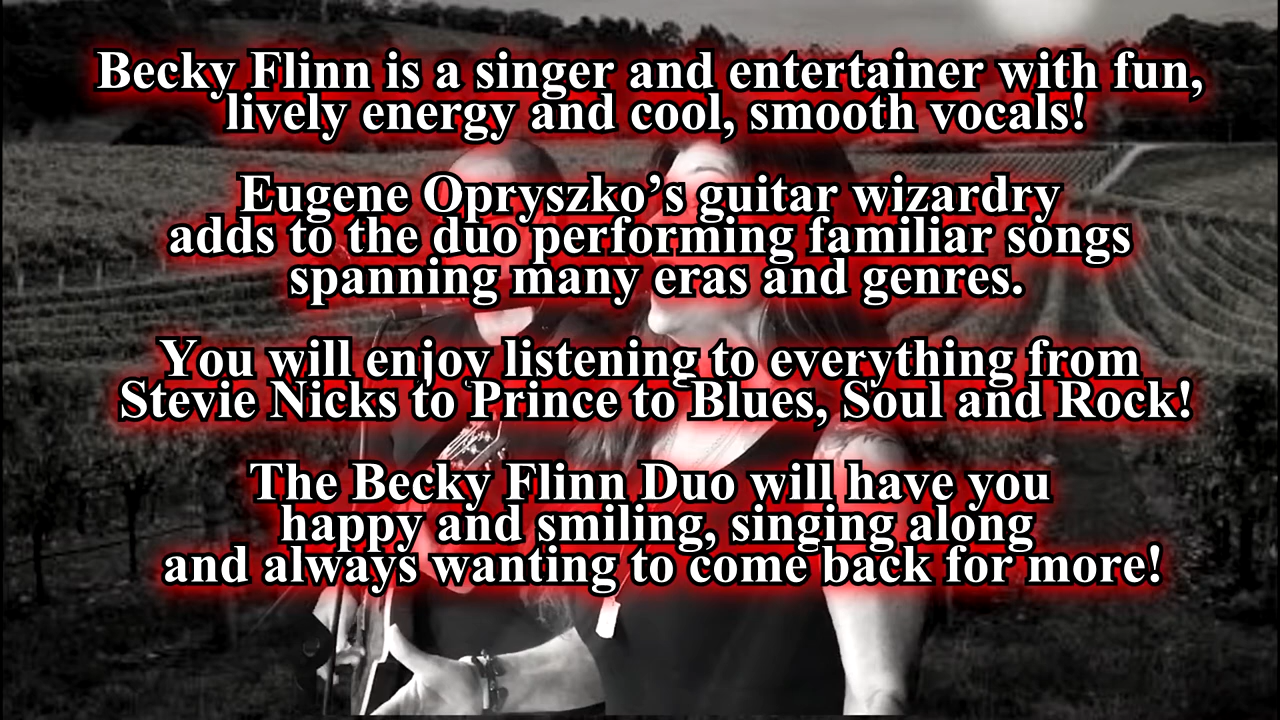 Becky Flinn is a singer and entertainer with fun,
lively energy and cool, smooth vocals!
Eugene Opryszko’s guitar wizardry
adds to the duo performing familiar songs
spanning many eras and genres.
You will enjoy listening to everything from
Stevie Nicks to Prince to Blues, Soul and Rock!
The Becky Flinn Duo will have you
happy and smiling, singing along
and always wanting to come back for more!